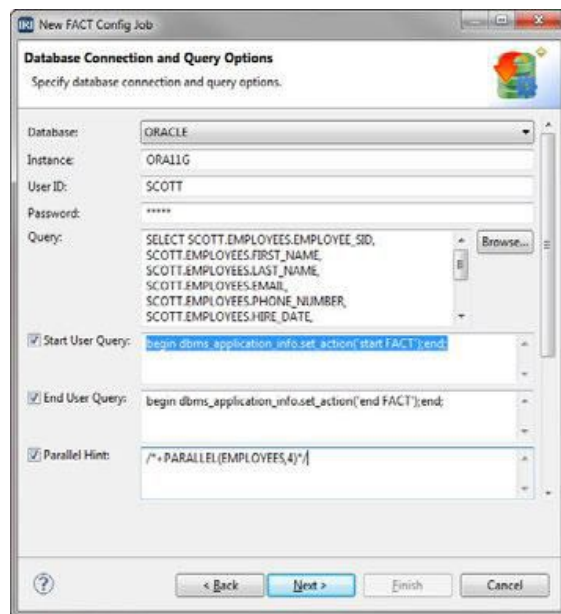 IRI New FACT Config Job
Database Connection and Query Options
Specify database connection and query options.
Database: ORACLE
Instance: ORA11G
User ID: SCOTT
Password: *****
Query: SELECT SCOTT.EMPLOYEES.EMPLOYEE_SID, Browse...
SCOTT.EMPLOYEES.FIRST_NAME,
SCOTT.EMPLOYEES.LAST_NAME,
SCOTT.EMPLOYEES.EMAIL,
SCOTT.EMPLOYEES.PHONE_NUMBER,
SCOTT.EMPLOYEES.HIRE_DATE,
Start User Query: begin dbms_application_info.set_action('start FACT');end;
End User Query: begin dbms_application_info.set_action('end FACT');end;
Parallel Hint: /*+PARALLEL(EMPLOYEES,4)*/
? < Back Next > Finish Cancel